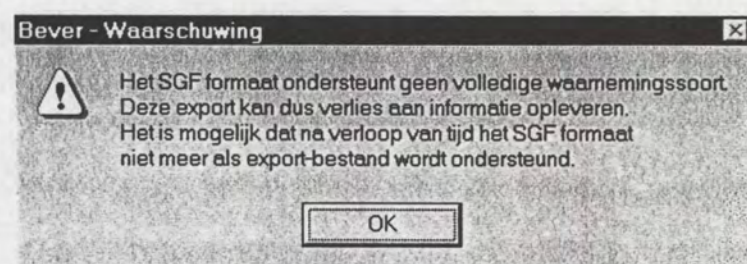 Bever - Waarschuwing
Het SGF formaat ondersteunt geen volledige waarnemingssoort.
Deze export kan dus verlies aan informatie opleveren.
Het is mogelijk dat na verloop van tijd het SGF formaat
niet meer als export-bestand wordt ondersteund.
OK